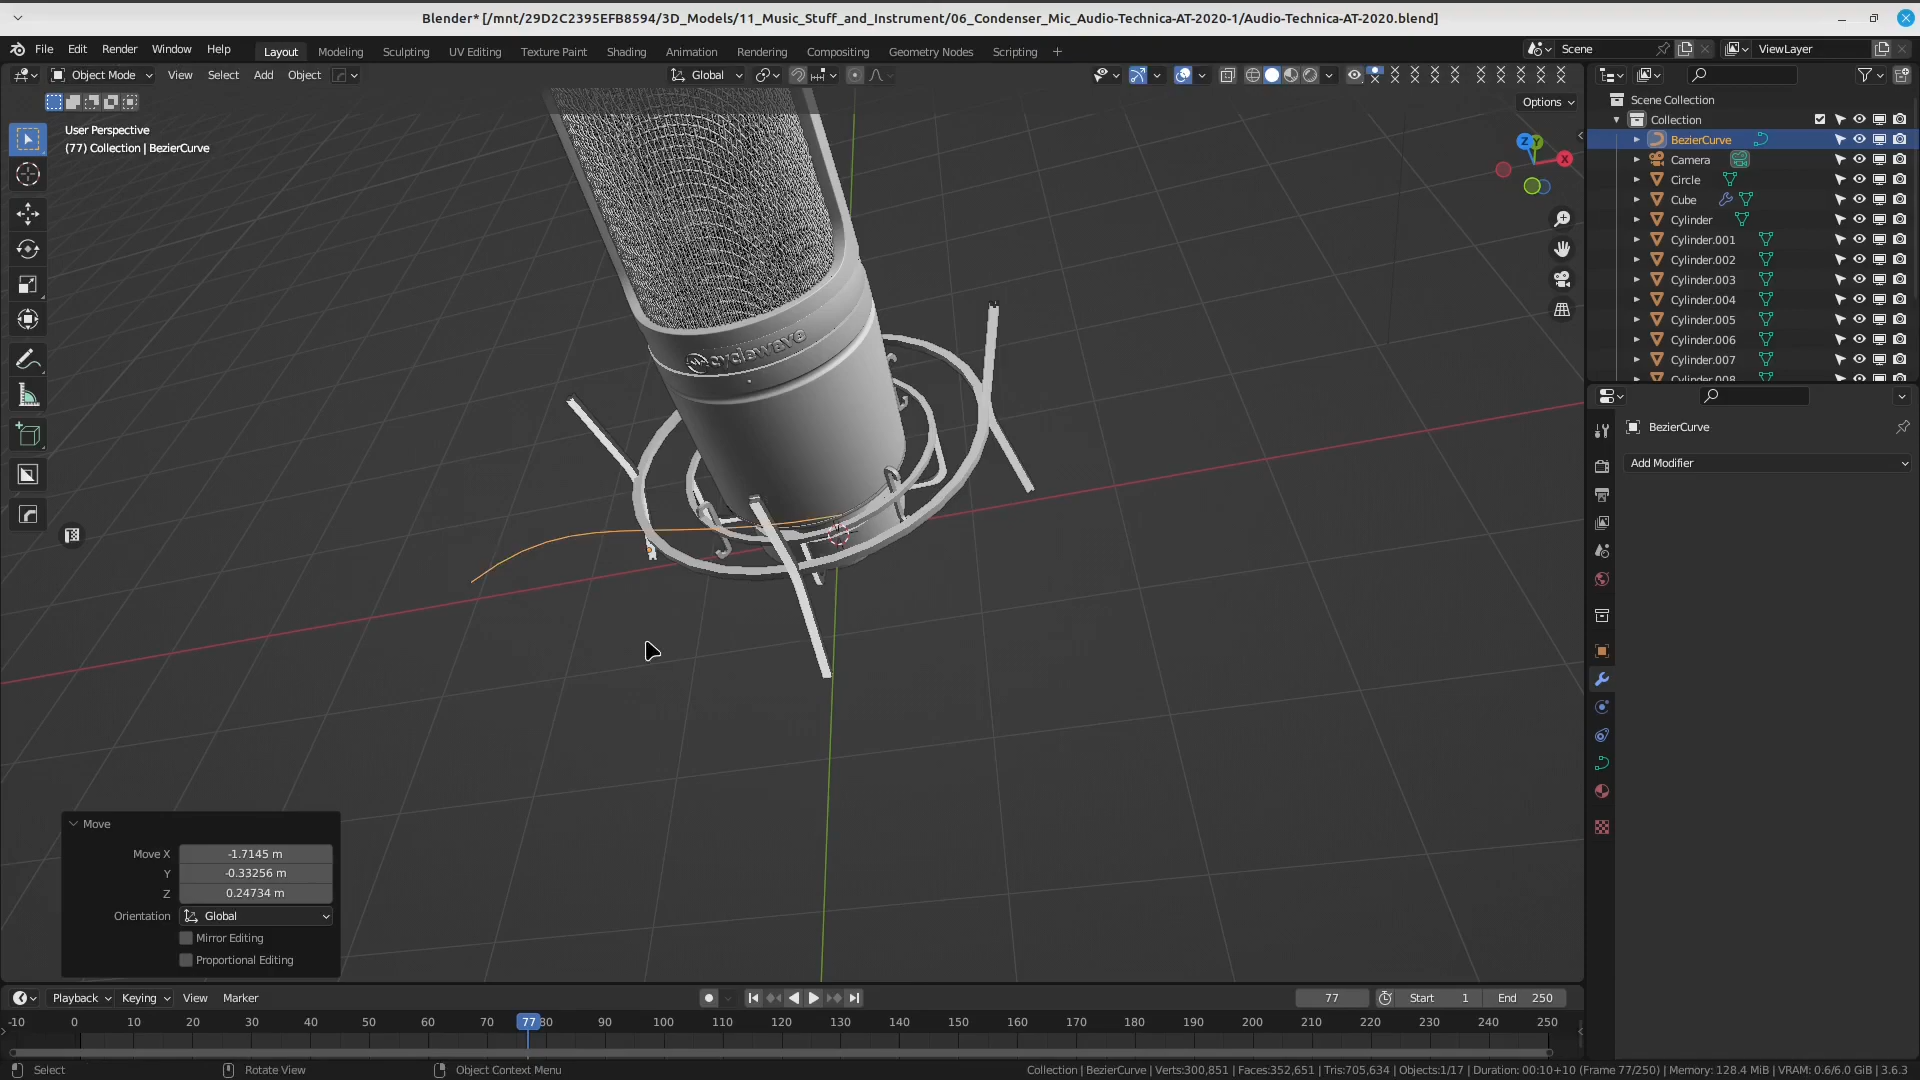 Blender* [/mnt/29D2C2395EFB8594/3D_Models/11_Music_Stuff_and_Instrument/06_Condenser_Mic_Audio-Technica-AT-2020-1/Audio-Technica-AT-2020.blend]
File Edit Render Window Help Layout Modeling Sculpting UV Editing Texture Paint Shading Animation Rendering Compositing Geometry Nodes Scripting + Scene ViewLayer
Object Mode View Select Add Object Global
Options
User Perspective
(77) Collection | BezierCurve
Z Y X
Scene Collection
Collection
BezierCurve
Camera
Circle
Cube
Cylinder
Cylinder.001
Cylinder.002
Cylinder.003
Cylinder.004
Cylinder.005
Cylinder.006
Cylinder.007
Cylinder.008
BezierCurve
Add Modifier
Move
Move X -1.7145 m
Y -0.33256 m
Z 0.24734 m
Orientation Global
Mirror Editing
Proportional Editing
Playback Keying View Marker 77 Start 1 End 250
-10 0 10 20 30 40 50 60 70 77 80 90 100 110 120 130 140 150 160 170 180 190 200 210 220 230 240 250
Select Rotate View Object Context Menu Collection | BezierCurve | Verts:300,851 | Faces:352,651 | Tris:705,634 | Objects:1/17 | Duration: 00:10+10 (Frame 77/250) | Memory: 128.4 MiB | VRAM: 0.6/6.0 GiB | 3.6.3